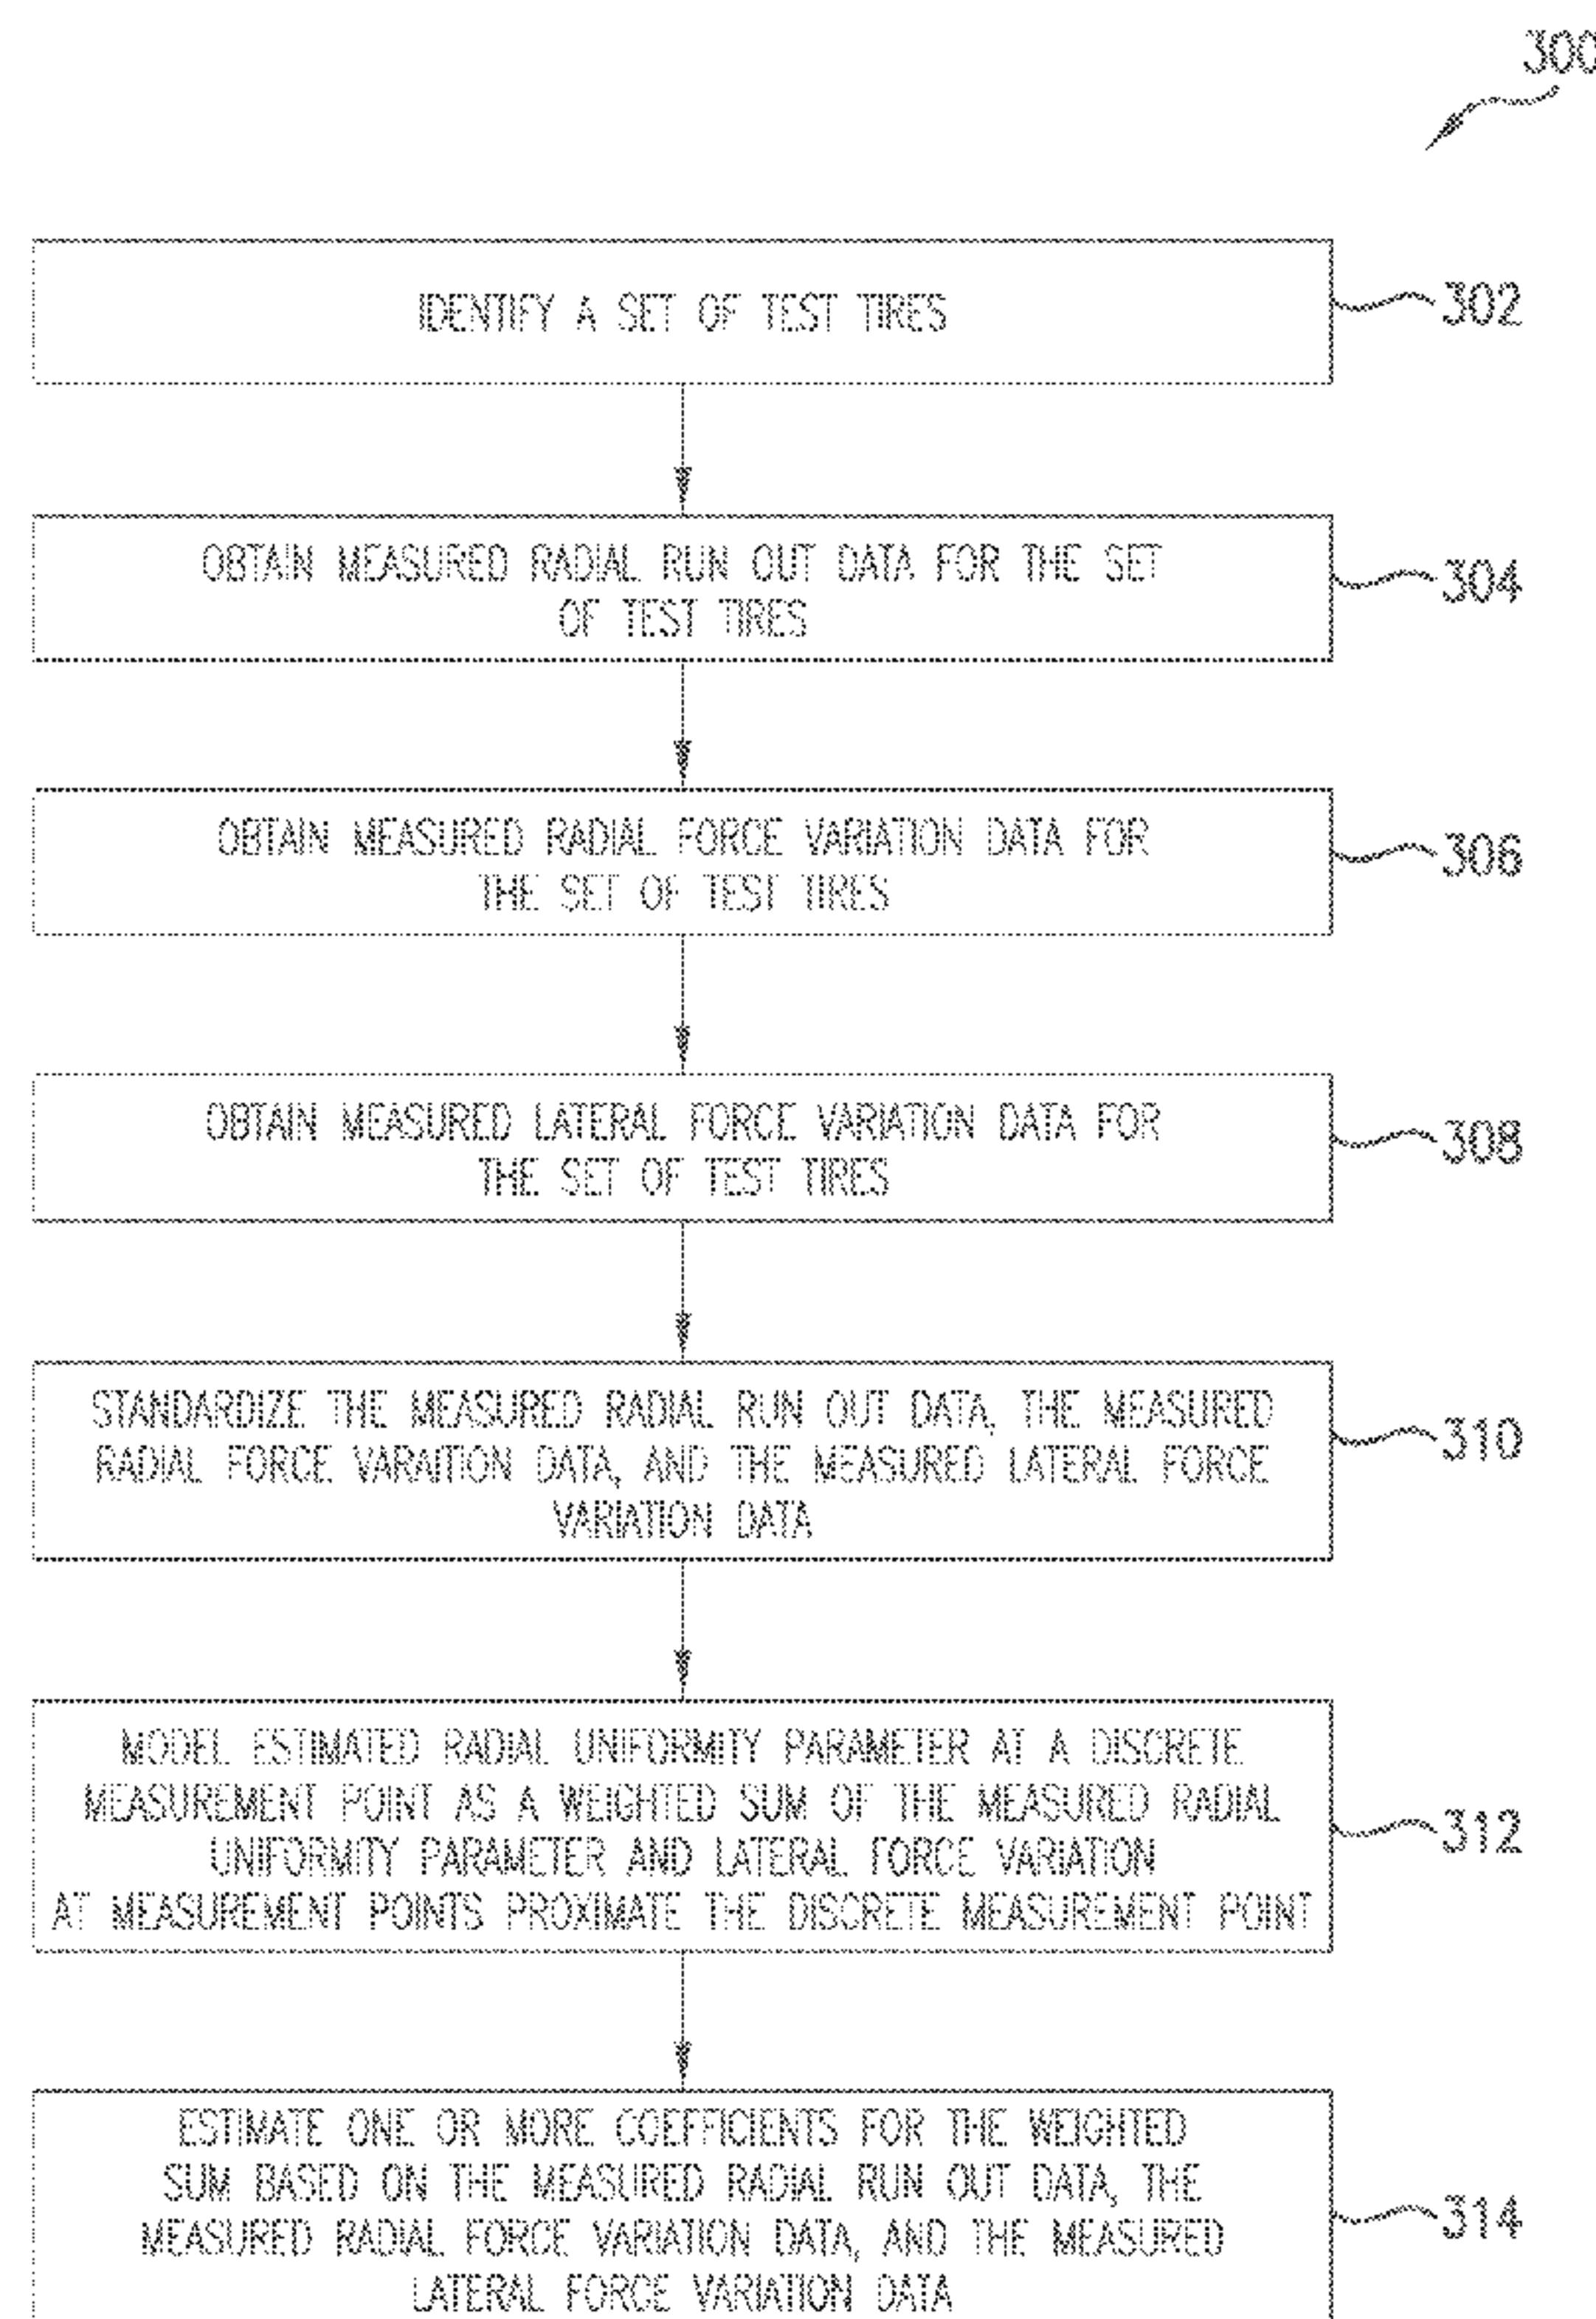 300
IDENTIFY A SET OF TEST TIRES
302
OBTAIN MEASURED RADIAL RUN OUT DATA FOR THE SET
OF TEST TIRES
304
OBTAIN MEASURED RADIAL FORCE VARIATION DATA FOR
THE SET OF TEST TIRES
306
OBTAIN MEASURED LATERAL FORCE VARIATION DATA FOR
THE SET OF TEST TIRES
308
STANDARDIZE THE MEASURED RADIAL RUN OUT DATA, THE MEASURED
RADIAL FORCE VARAITION DATA, AND THE MEASURED LATERAL FORCE
VARIATION DATA
310
MODEL ESTIMATED RADIAL UNIFORMITY PARAMETER AT A DISCRETE
MEASUREMENT POINT AS A WEIGHTED SUM OF THE MEASURED RADIAL
UNIFORMITY PARAMETER AND LATERAL FORCE VARIATION
AT MEASUREMENT POINTS PROXIMATE THE DISCRETE MEASUREMENT POINT
312
ESTIMATE ONE OR MORE COEFFICIENTS FOR THE WEIGHTED
SUM BASED ON THE MEASURED RADIAL RUN OUT DATA, THE
MEASURED RADIAL FORCE VARIATION DATA, AND THE MEASURED
LATERAL FORCE VARIATION DATA
314